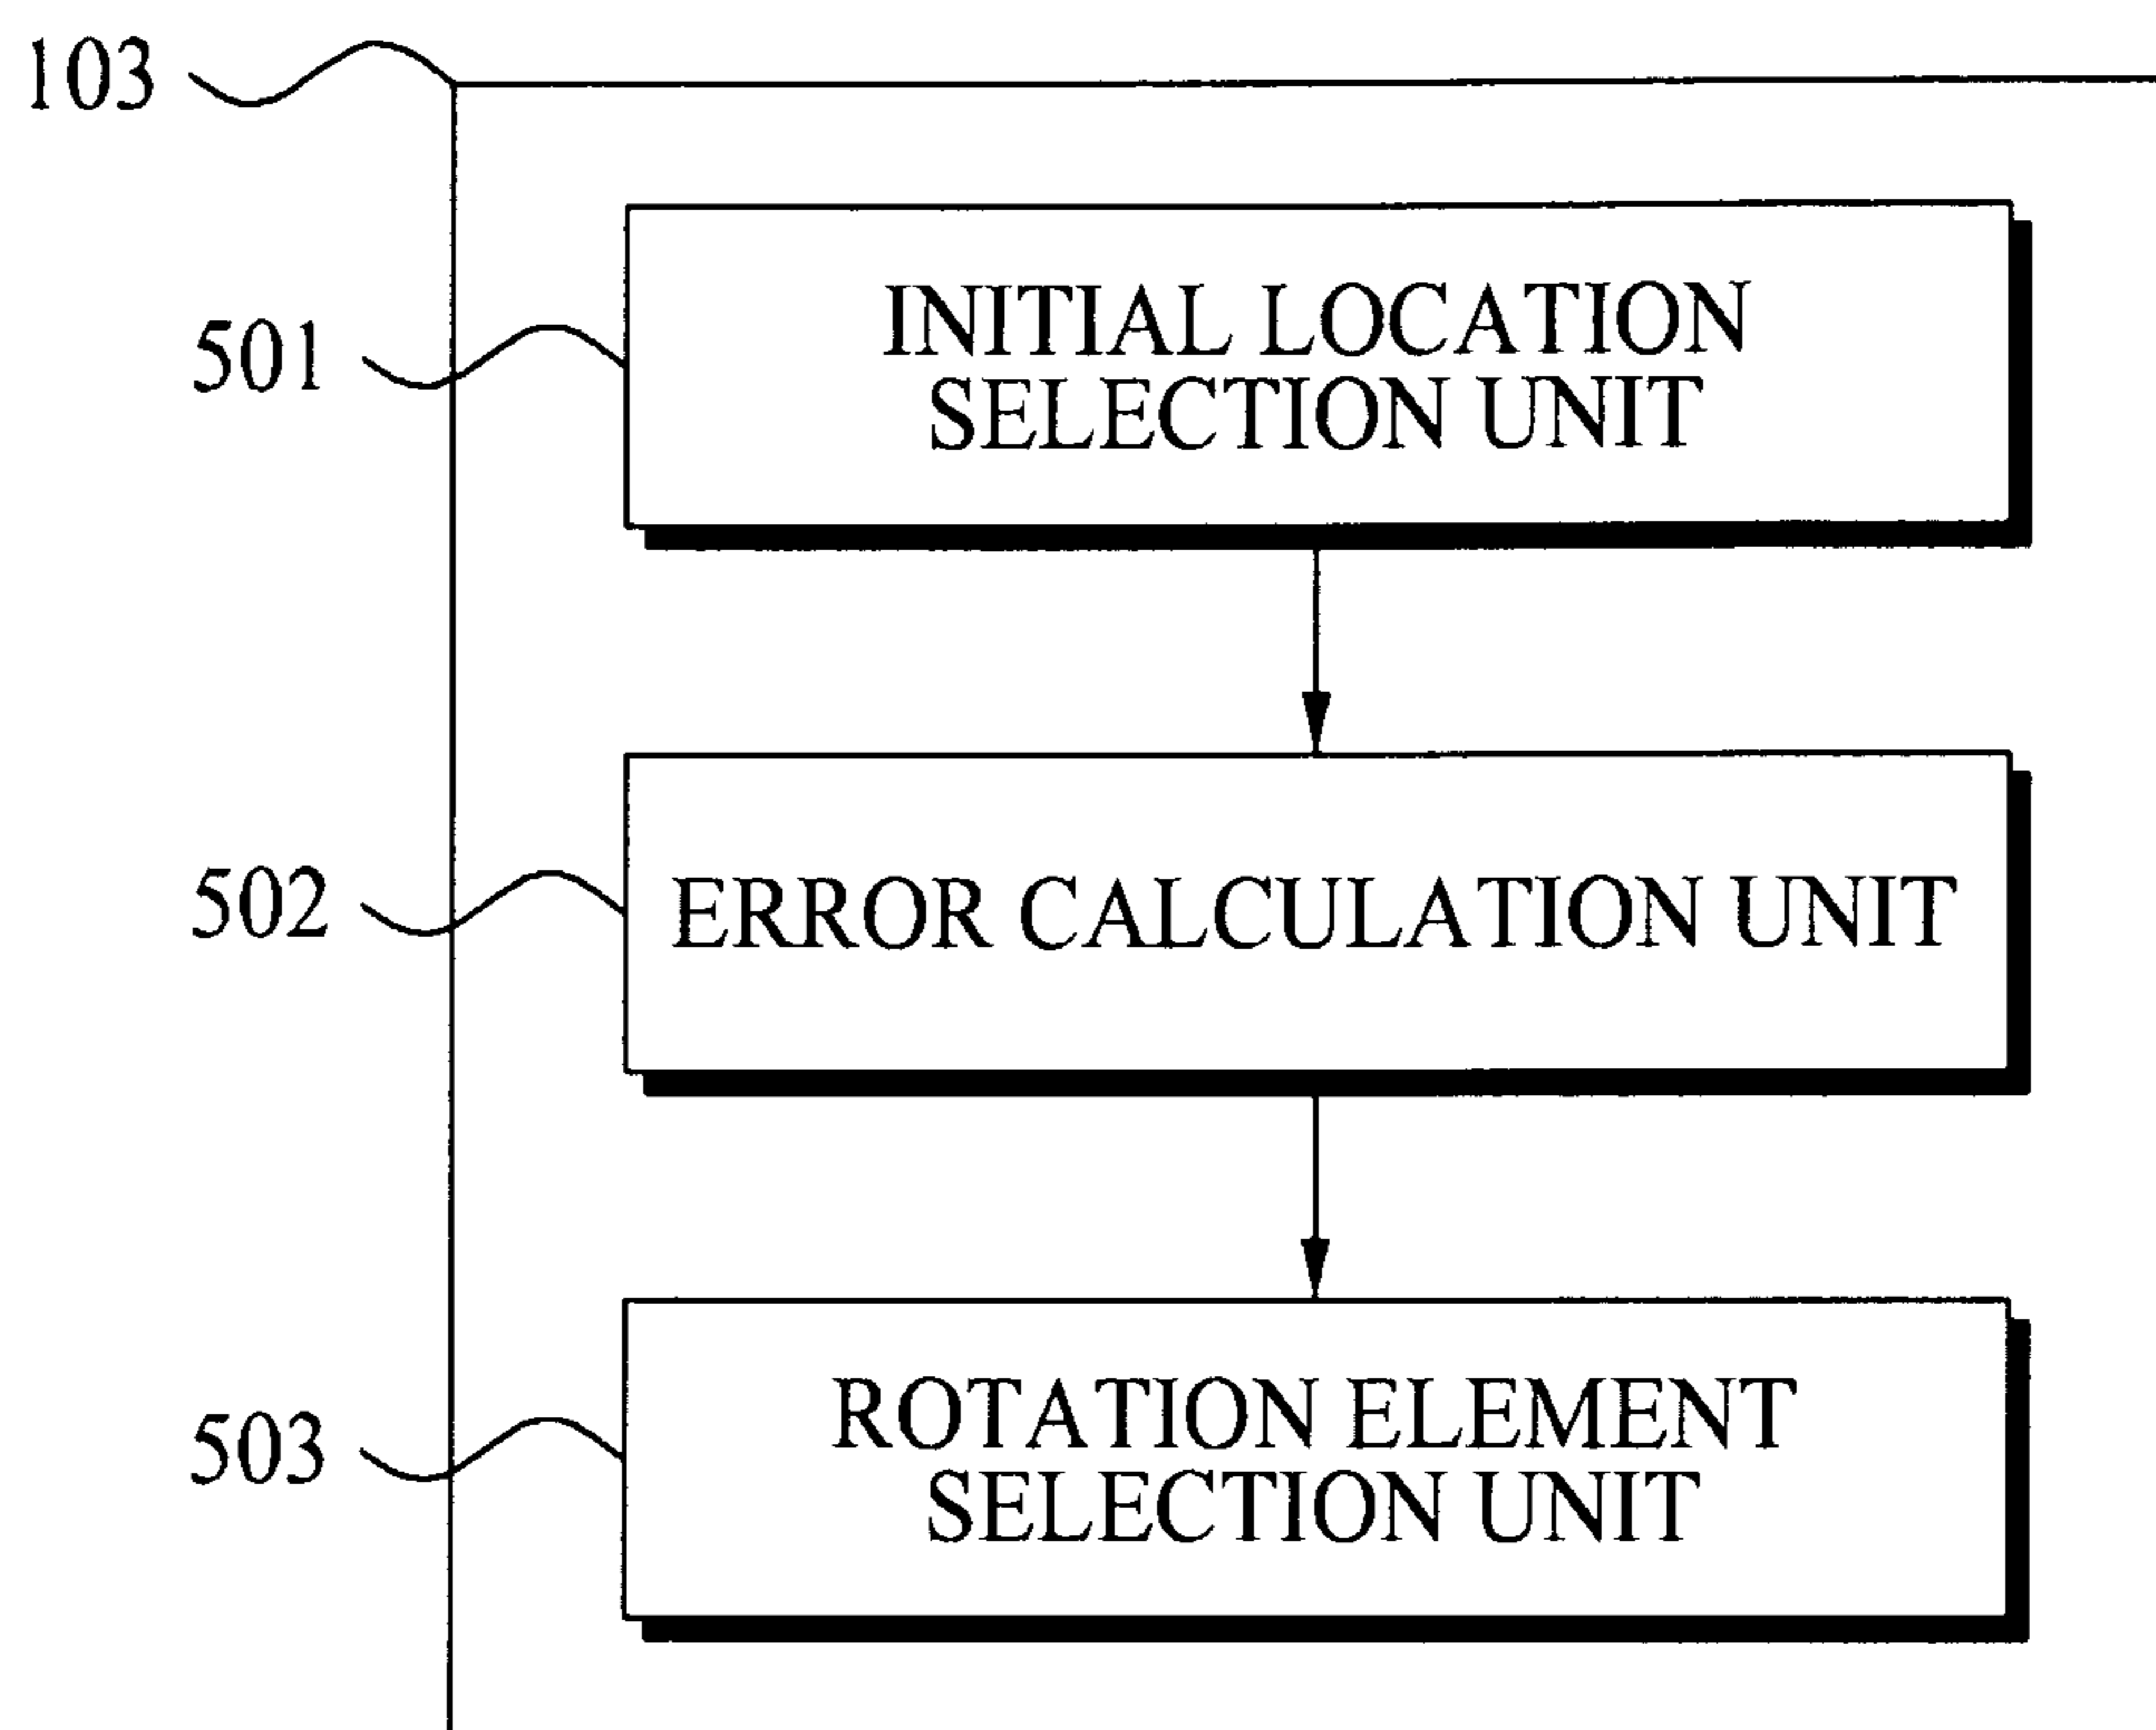 103
501
INITIAL LOCATION
SELECTION UNIT
502
ERROR CALCULATION UNIT
503
ROTATION ELEMENT
SELECTION UNIT